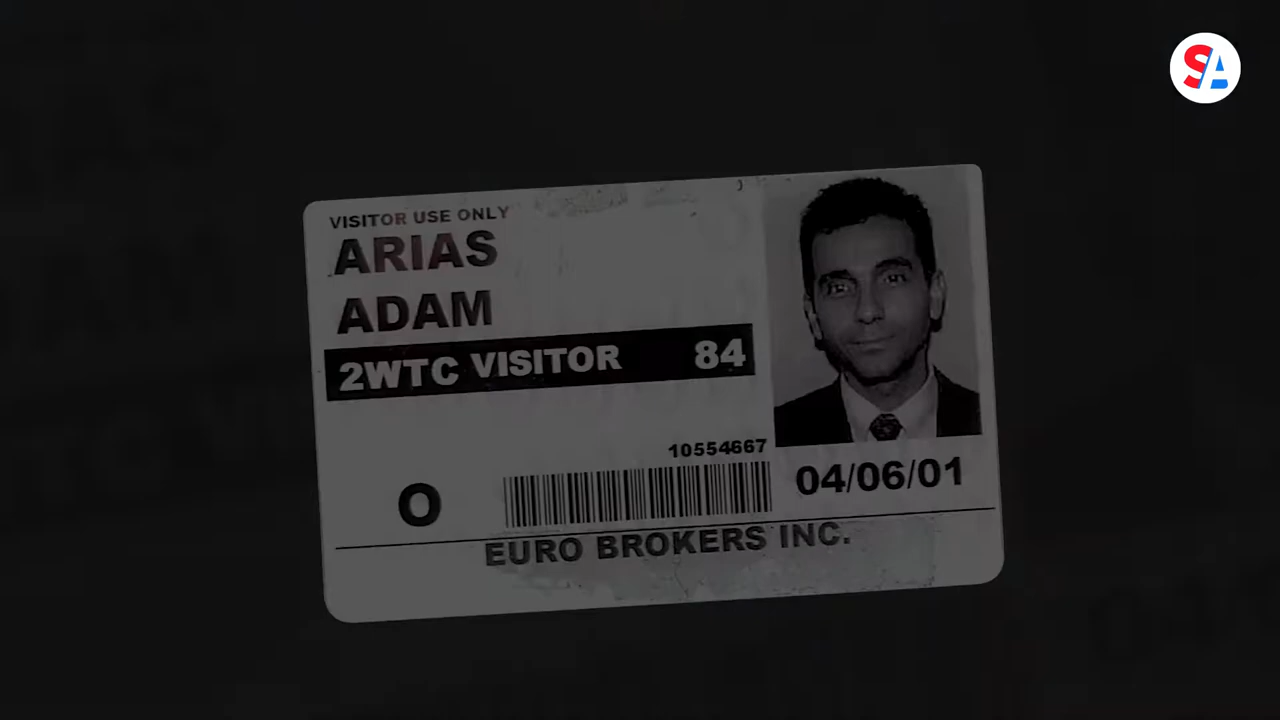 SA
VISITOR USE ONLY
ARIAS
ADAM
2WTC VISITOR 84
10554667
O
04/06/01
EURO BROKERS INC.